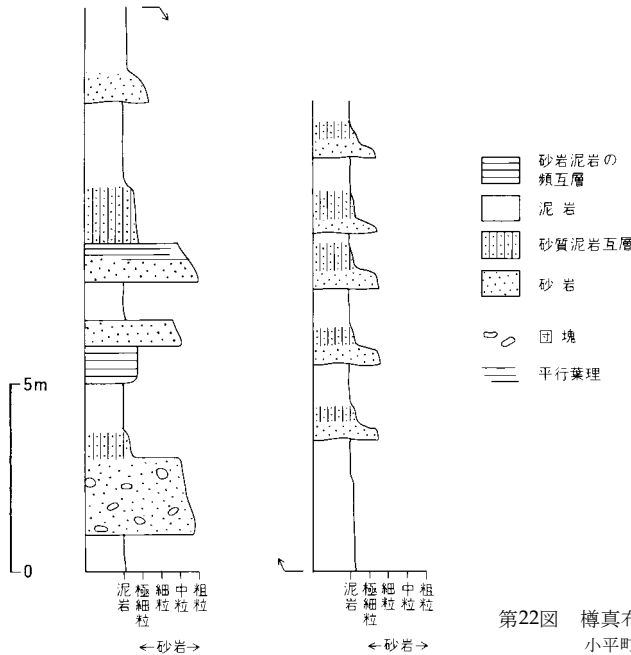 5m
0
泥岩
極細粒
細粒
中粒
粗粒
←砂岩→
泥岩
極細粒
細粒
中粒
粗粒
←砂岩→
砂岩泥岩の
頻互層
泥岩
砂質泥岩互層
砂岩
団塊
平行葉理
第22図 樽真布
小平町